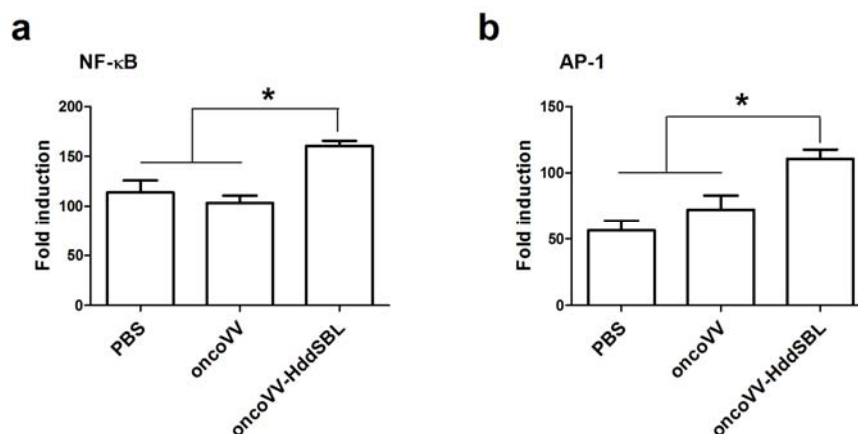 a
NF-κB
*
200
150
100
50
0
Fold induction
PBS
oncoVV
oncoVV-HddSBL
b
AP-1
*
150
100
50
0
Fold induction
PBS
oncoVV
oncoVV-HddSBL